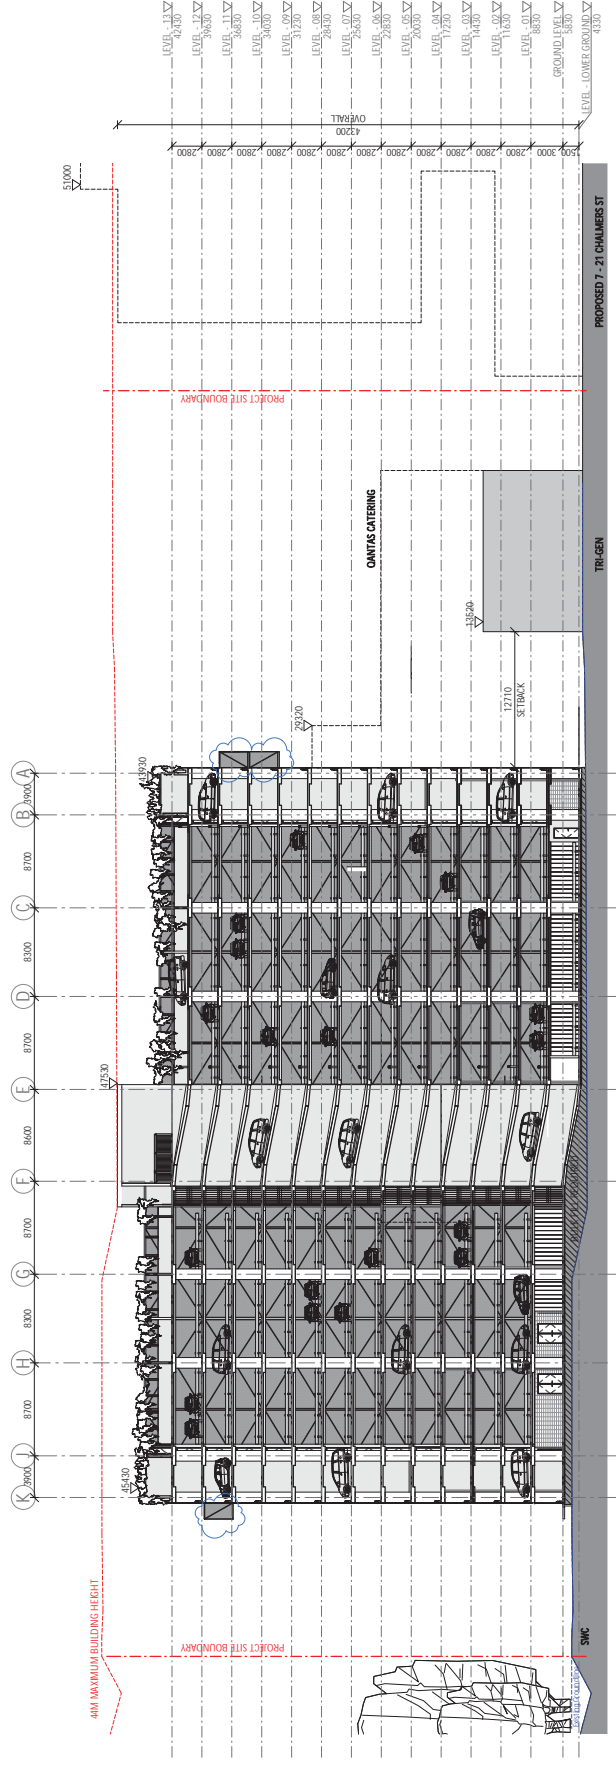 LEVEL - 13
42430
LEVEL - 12
39630
LEVEL - 11
36830
LEVEL - 10
34030
LEVEL - 09
31230
LEVEL - 08
28430
LEVEL - 07
25630
LEVEL - 06
22830
LEVEL - 05
20030
LEVEL - 04
17230
LEVEL - 03
14430
LEVEL - 02
11630
LEVEL - 01
8830
GROUND LEVEL
5830
LEVEL - LOWER GROUND
4330
OVERALL
43200
2800
2800
2800
2800
2800
2800
2800
2800
2800
2800
2800
2800
3000
1500
51000
PROPOSED 7 - 21 CHALMERS ST
PROJECT SITE BOUNDARY
QANTAS CATERING
13520
TRI-GEN
12710
SETBACK
29320
43930
A
3900
B
8700
C
8300
D
8700
E
8600
F
8700
G
8300
H
8700
J
3900
K
47530
45430
44M MAXIMUM BUILDING HEIGHT
PROJECT SITE BOUNDARY
SWC